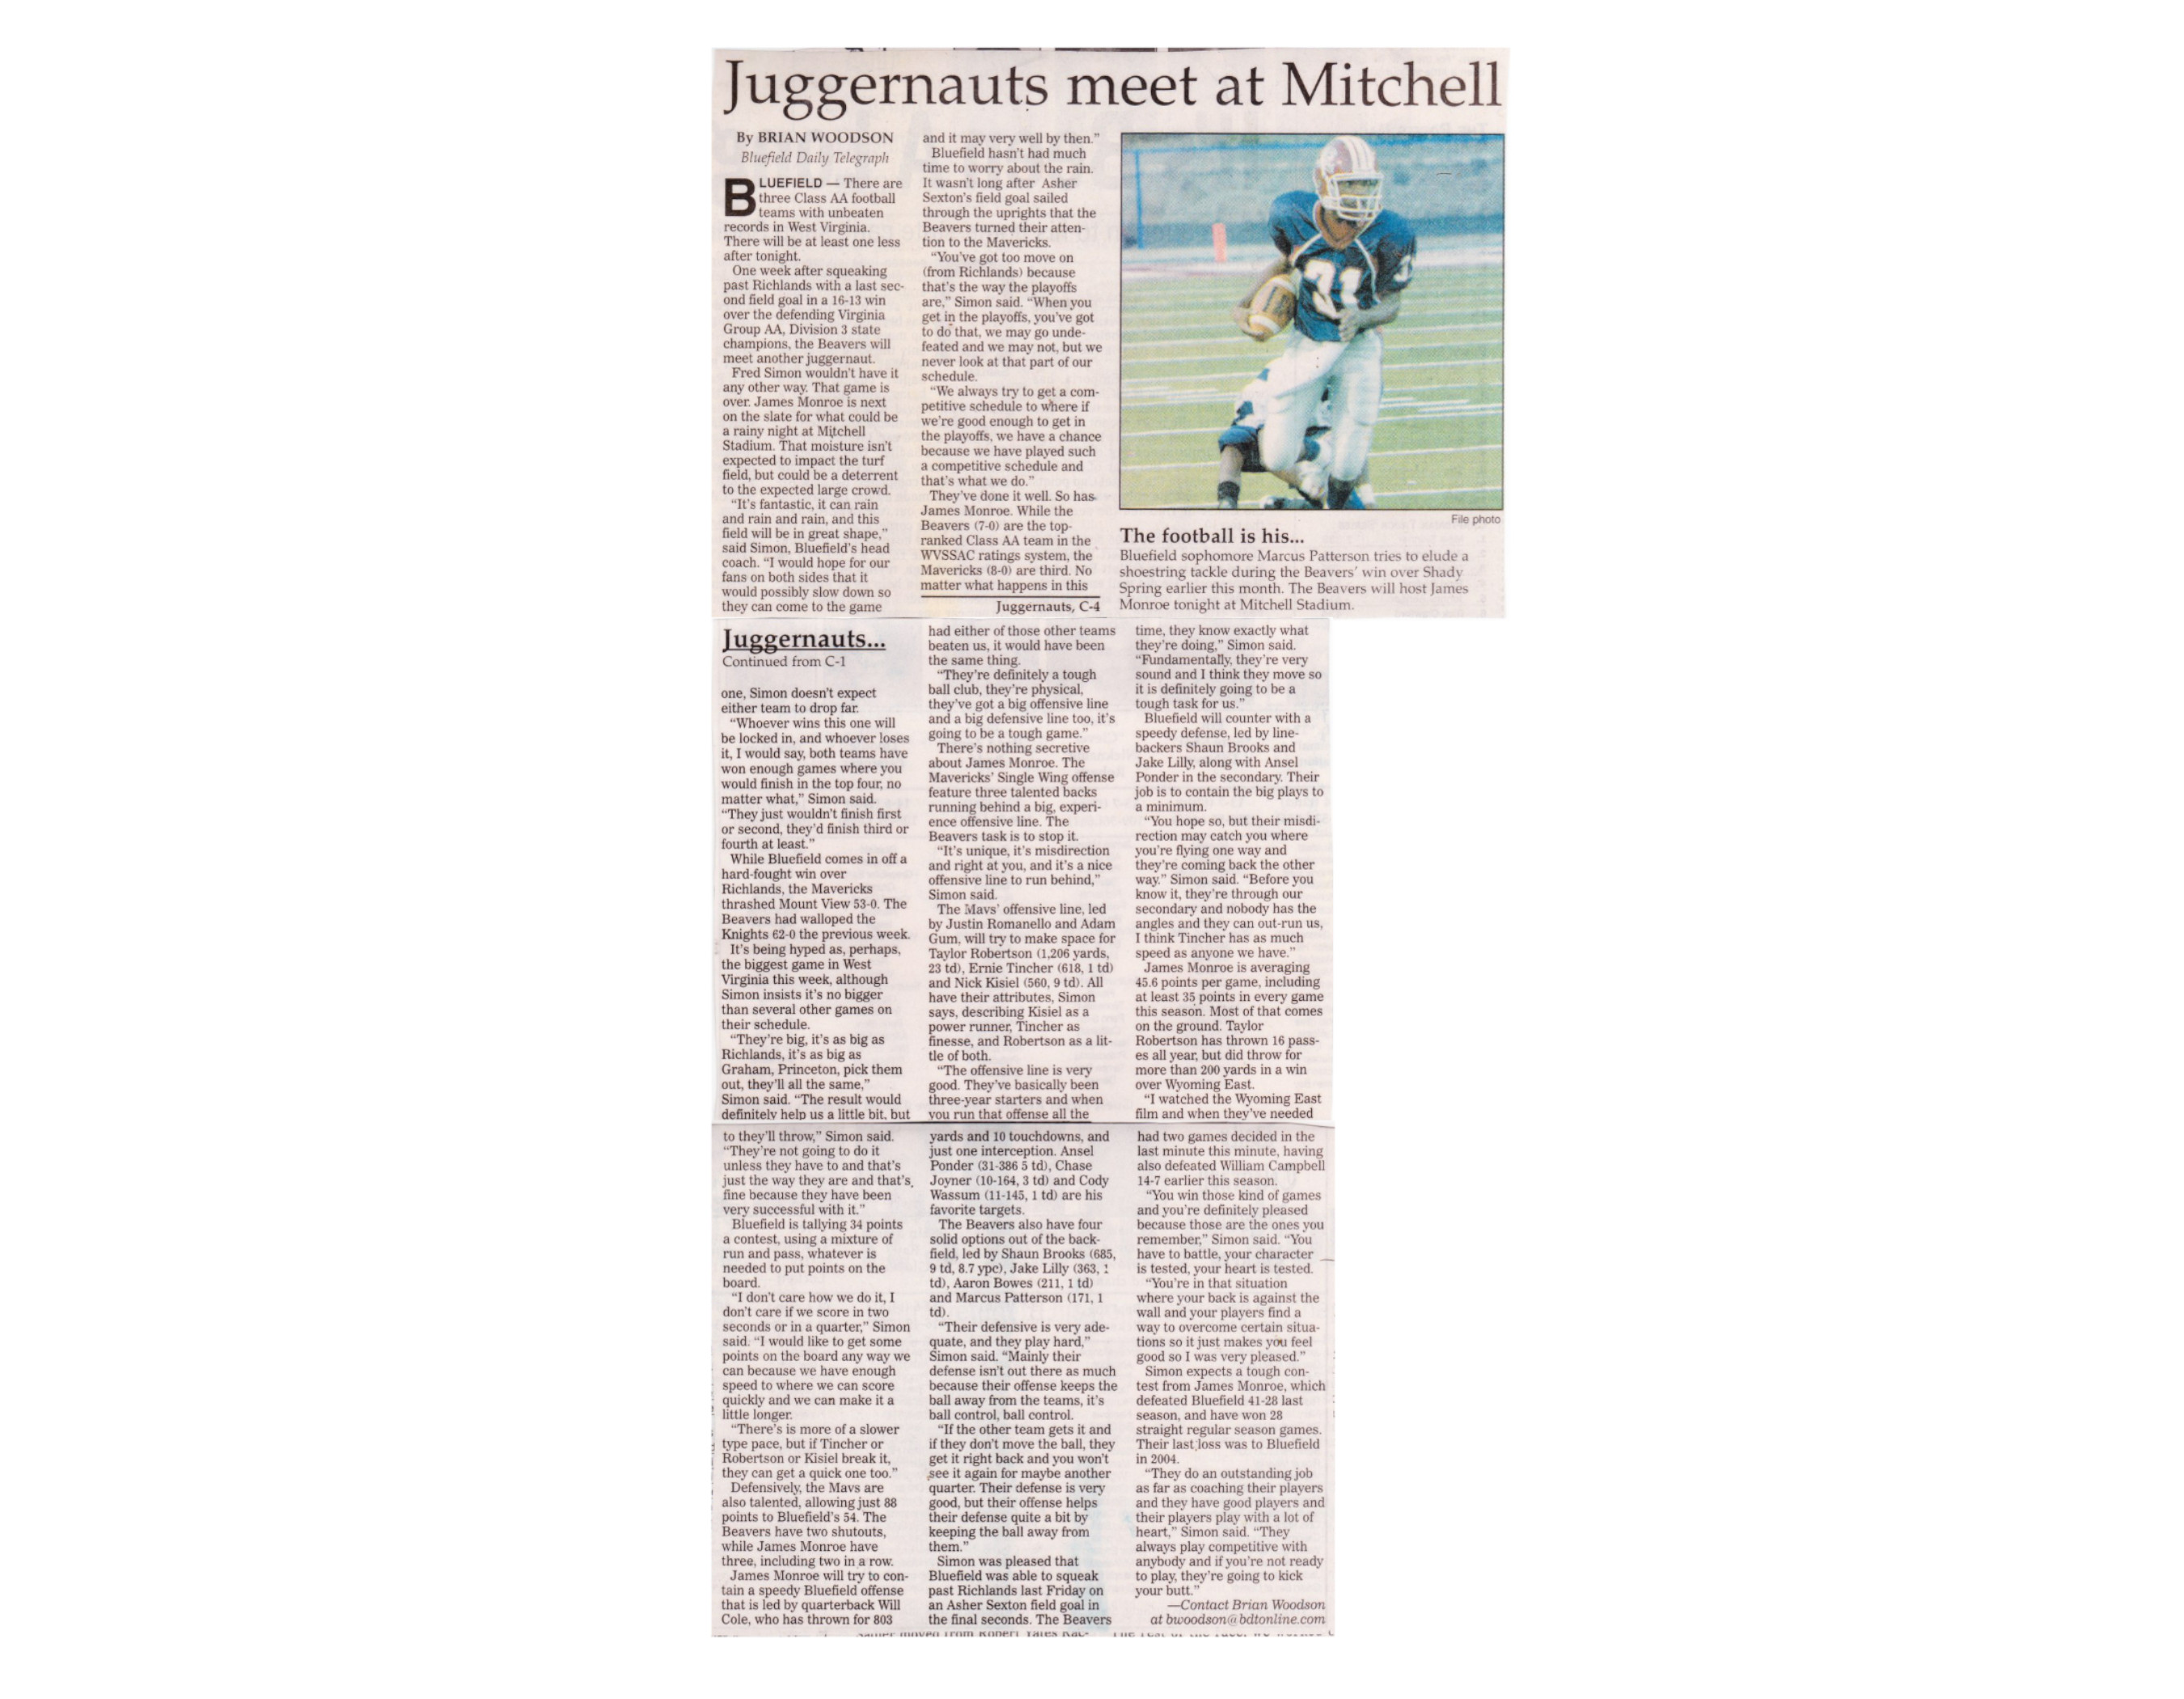 Juggernauts meet at Mitchell
By BRIAN WOODSON
Bluefield Daily Telegraph
BLUEFIELD — There are
three Class AA football
teams with unbeaten
records in West Virginia.
There will be at least one less
after tonight.
One week after squeaking
past Richlands with a last sec-
ond field goal in a 16-13 win
over the defending Virginia
Group AA, Division 3 state
champions, the Beavers will
meet another juggernaut.
Fred Simon wouldn't have it
any other way. That game is
over. James Monroe is next
on the slate for what could be
a rainy night at Mitchell
Stadium. That moisture isn't
expected to impact the turf
field, but could be a deterrent
to the expected large crowd.
"It's fantastic, it can rain
and rain and rain, and this
field will be in great shape,"
said Simon, Bluefield's head
coach. "I would hope for our
fans on both sides that it
would possibly slow down so
they can come to the game
and it may very well by then."
Bluefield hasn't had much
time to worry about the rain.
It wasn't long after Asher
Sexton's field goal sailed
through the uprights that the
Beavers turned their atten-
tion to the Mavericks.
"You've got too move on
(from Richlands) because
that's the way the playoffs
are," Simon said. "When you
get in the playoffs, you've got
to do that, we may go unde-
feated and we may not, but we
never look at that part of our
schedule.
"We always try to get a com-
petitive schedule to where if
we're good enough to get in
the playoffs, we have a chance
because we have played such
a competitive schedule and
that's what we do."
They've done it well. So has
James Monroe. While the
Beavers (7-0) are the top-
ranked Class AA team in the
WVSSAC ratings system, the
Mavericks (8-0) are third. No
matter what happens in this
Juggernauts, C-4
31
File photo
The football is his...
Bluefield sophomore Marcus Patterson tries to elude a
shoestring tackle during the Beavers' win over Shady
Spring earlier this month. The Beavers will host James
Monroe tonight at Mitchell Stadium.
Juggernauts...
Continued from C-1
one, Simon doesn't expect
either team to drop far.
"Whoever wins this one will
be locked in, and whoever loses
it, I would say, both teams have
won enough games where you
would finish in the top four, no
matter what," Simon said.
"They just wouldn't finish first
or second, they'd finish third or
fourth at least."
While Bluefield comes in off a
hard-fought win over
Richlands, the Mavericks
thrashed Mount View 53-0. The
Beavers had walloped the
Knights 62-0 the previous week.
It's being hyped as, perhaps,
the biggest game in West
Virginia this week, although
Simon insists it's no bigger
than several other games on
their schedule.
"They're big, it's as big as
Richlands, it's as big as
Graham, Princeton, pick them
out, they'll all the same,"
Simon said. "The result would
definitely help us a little bit, but
had either of those other teams
beaten us, it would have been
the same thing.
"They're definitely a tough
ball club, they're physical,
they've got a big offensive line
and a big defensive line too, it's
going to be a tough game."
There's nothing secretive
about James Monroe. The
Mavericks' Single Wing offense
feature three talented backs
running behind a big, experi-
ence offensive line. The
Beavers task is to stop it.
"It's unique, it's misdirection
and right at you, and it's a nice
offensive line to run behind,"
Simon said.
The Mavs' offensive line, led
by Justin Romanello and Adam
Gum, will try to make space for
Taylor Robertson (1,206 yards,
23 td), Ernie Tincher (618, 1 td)
and Nick Kisiel (560, 9 td). All
have their attributes, Simon
says, describing Kisiel as a
power runner, Tincher as
finesse, and Robertson as a lit-
tle of both.
"The offensive line is very
good. They've basically been
three-year starters and when
you run that offense all the
time, they know exactly what
they're doing," Simon said.
"Fundamentally, they're very
sound and I think they move so
it is definitely going to be a
tough task for us."
Bluefield will counter with a
speedy defense, led by line-
backers Shaun Brooks and
Jake Lilly, along with Ansel
Ponder in the secondary. Their
job is to contain the big plays to
a minimum.
"You hope so, but their misdi-
rection may catch you where
you're flying one way and
they're coming back the other
way." Simon said. "Before you
know it, they're through our
secondary and nobody has the
angles and they can out-run us,
I think Tincher has as much
speed as anyone we have."
James Monroe is averaging
45.6 points per game, including
at least 35 points in every game
this season. Most of that comes
on the ground. Taylor
Robertson has thrown 16 pass-
es all year, but did throw for
more than 200 yards in a win
over Wyoming East.
"I watched the Wyoming East
film and when they've needed
to they'll throw," Simon said.
"They're not going to do it
unless they have to and that's
just the way they are and that's
fine because they have been
very successful with it."
Bluefield is tallying 34 points
a contest, using a mixture of
run and pass, whatever is
needed to put points on the
board.
"I don't care how we do it, I
don't care if we score in two
seconds or in a quarter," Simon
said. "I would like to get some
points on the board any way we
can because we have enough
speed to where we can score
quickly and we can make it a
little longer.
"There's is more of a slower
type pace, but if Tincher or
Robertson or Kisiel break it,
they can get a quick one too."
Defensively, the Mavs are
also talented, allowing just 88
points to Bluefield's 54. The
Beavers have two shutouts,
while James Monroe have
three, including two in a row.
James Monroe will try to con-
tain a speedy Bluefield offense
that is led by quarterback Will
Cole, who has thrown for 803
yards and 10 touchdowns, and
just one interception. Ansel
Ponder (31-386 5 td), Chase
Joyner (10-164, 3 td) and Cody
Wassum (11-145, 1 td) are his
favorite targets.
The Beavers also have four
solid options out of the back-
field, led by Shaun Brooks (685,
9 td, 8.7 ypc), Jake Lilly (363,
td), Aaron Bowes (211, 1 td)
and Marcus Patterson (171, 1
td).
"Their defensive is very ade-
quate, and they play hard,"
Simon said. "Mainly their
defense isn't out there as much
because their offense keeps the
ball away from the teams, it's
ball control, ball control.
"If the other team gets it and
if they don't move the ball, they
get it right back and you won't
see it again for maybe another
quarter. Their defense is very
good, but their offense helps
their defense quite a bit by
keeping the ball away from
them."
Simon was pleased that
Bluefield was able to squeak
past Richlands last Friday on
an Asher Sexton field goal in
the final seconds. The Beavers
had two games decided in the
last minute this minute, having
also defeated William Campbell
14-7 earlier this season.
"You win those kind of games
and you're definitely pleased
because those are the ones you
remember," Simon said. "You
have to battle, your character
is tested, your heart is tested.
"You're in that situation
where your back is against the
wall and your players find a
way to overcome certain situa-
tions so it just makes you feel
good so I was very pleased."
Simon expects a tough con-
test from James Monroe, which
defeated Bluefield 41-28 last
season, and have won 28
straight regular season games.
Their last loss was to Bluefield
in 2004.
"They do an outstanding job
as far as coaching their players
and they have good players and
their players play with a lot of
heart," Simon said. "They
always play competitive with
anybody and if you're not ready
to play, they're going to kick
your butt."
—Contact Brian Woodson
at bwoodson@bdtonline.com